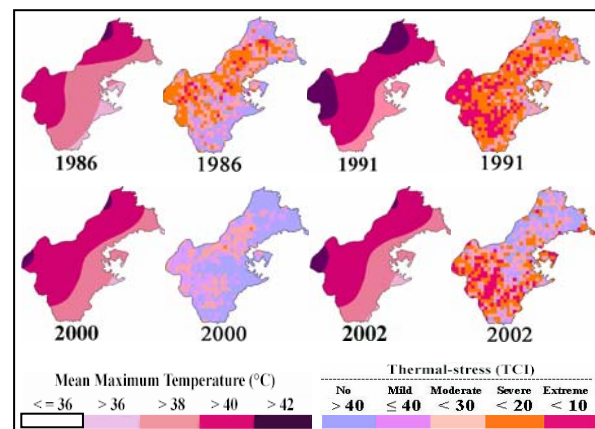 1986 1986 1991 1991
2000 2000 2002 2002
Mean Maximum Temperature (°C)
< = 36 > 36 > 38 > 40 > 42
Thermal-stress (TCI)
No Mild Moderate Severe Extreme
> 40 ≤ 40 < 30 < 20 < 10